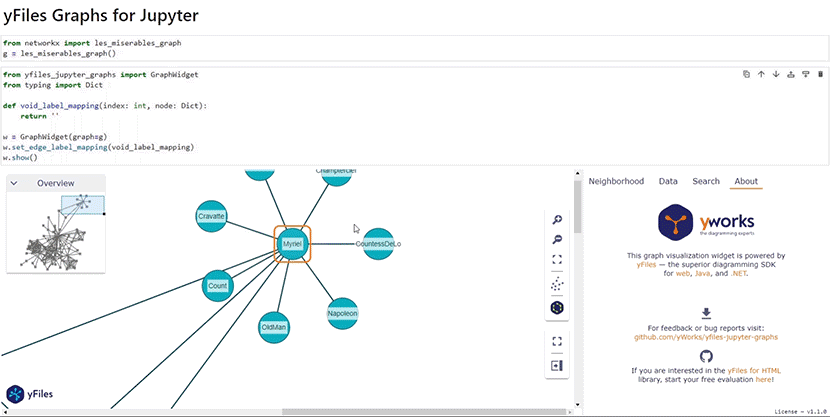 yFiles Graphs for Jupyter
from networkx import les_miserables_graph
g = les_miserables_graph()
from yfiles_jupyter_graphs import GraphWidget
from typing import Dict
def void_label_mapping(index: int, node: Dict):
    return ''
w = GraphWidget(graph=g)
w.set_edge_label_mapping(void_label_mapping)
w.show()
Overview
Cravatte
Myriel
CountessDeLo
Count
Napoleon
OldMan
yFiles
Neighborhood Data Search About
yworks
the diagramming experts
This graph visualization widget is powered by
yFiles — the superior diagramming SDK
for web, Java, and .NET.
For feedback or bug reports visit:
github.com/yWorks/yfiles-jupyter-graphs
If you are interested in the yFiles for HTML
library, start your free evaluation here!
License - v1.1.0